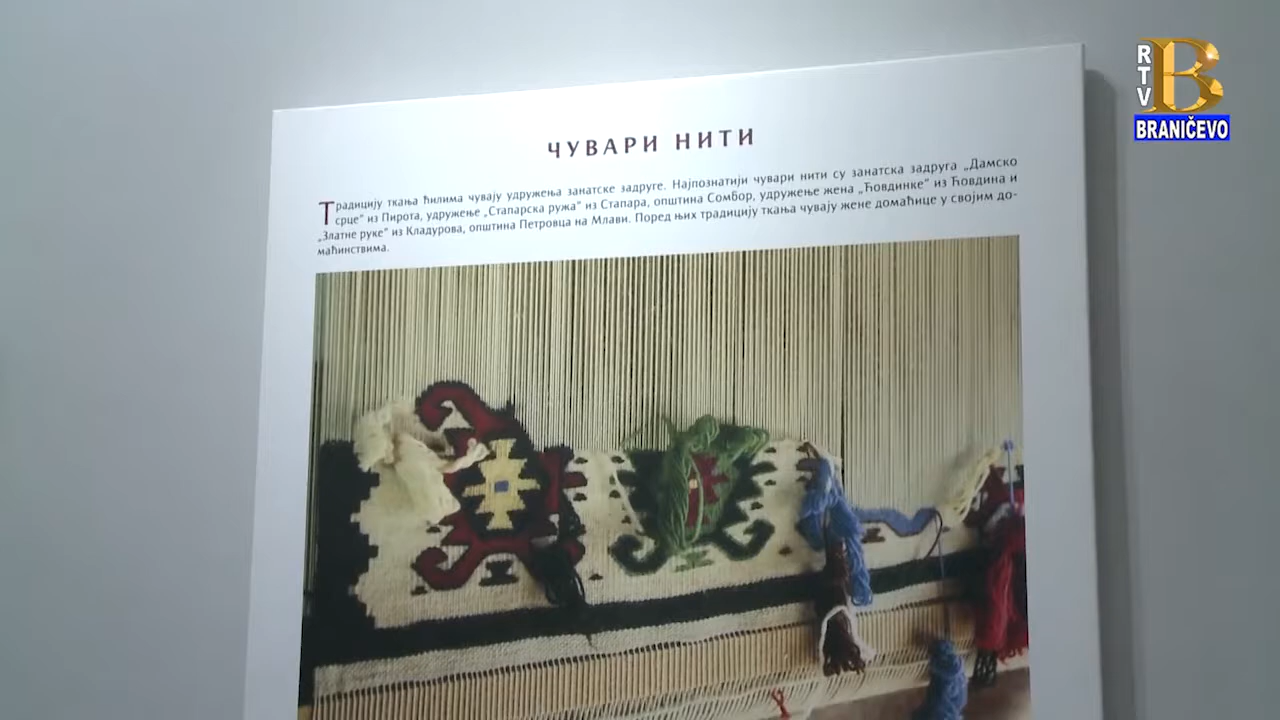 ЧУВАРИ НИТИ
Традицију ткања ћилима чувају удружења занатске задруге. Најпознатији чувари нити су занатска задруга „Дамско
срце“ из Пирота, удружење „Стапарска ружа“ из Стапара, општина Сомбор, удружење жена „Ћовдинке“ из Ћовдина и
„Златне руке“ из Кладурова, општина Петровца на Млави. Поред њих традицију ткања чувају жене домаћице у својим до-
маћинствима.
RTV
B
BRANIČEVO